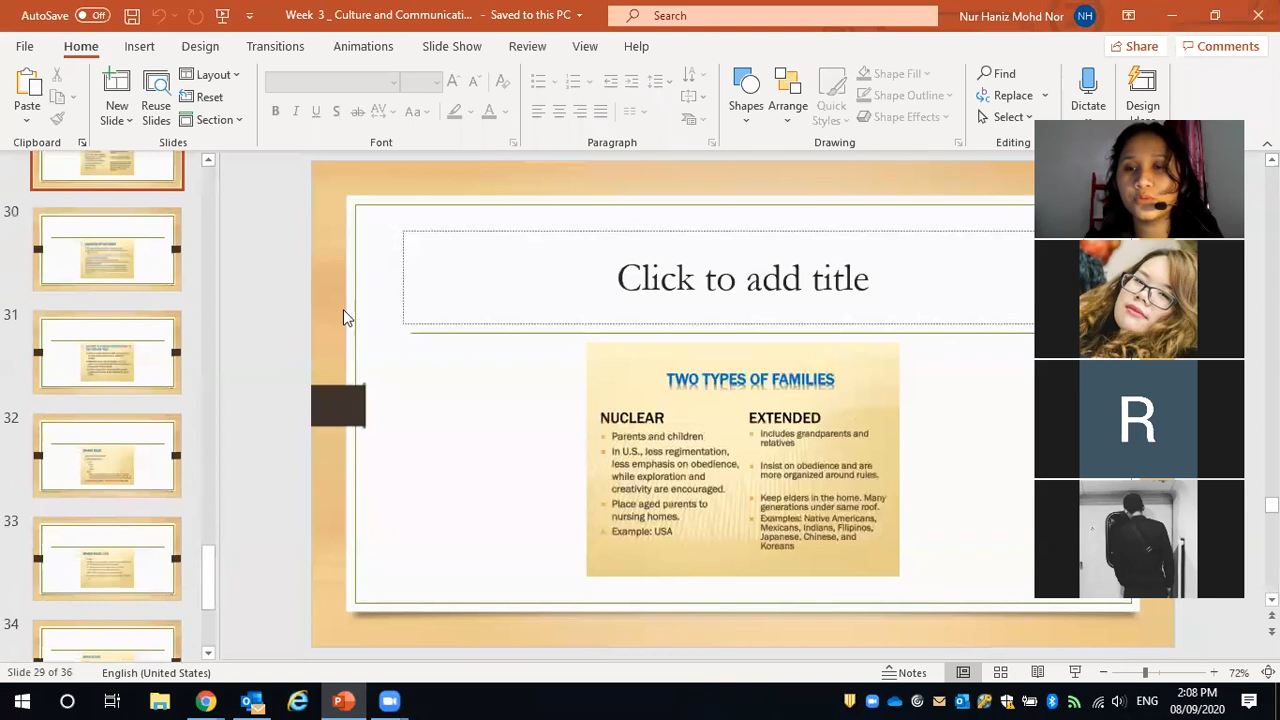 AutoSave Off
Week 3 _ Culture and Communicati... - Saved to this PC
Search
Nur Haniz Mohd Nor NH
File Home Insert Design Transitions Animations Slide Show Review View Help
Share Comments
Paste
New
Slide
Reuse
Slides
Layout
Reset
Section
Shapes
Arrange
Quick
Styles
Shape Fill
Shape Outline
Shape Effects
Find
Replace
Select
Dictate
Design
Clipboard Slides Font Paragraph Drawing Editing
30
31
32
33
34
Click to add title
TWO TYPES OF FAMILIES
NUCLEAR
Parents and children
In U.S., less regimentation,
less emphasis on obedience,
while exploration and
creativity are encouraged.
Place aged parents to
nursing homes.
Example: USA
EXTENDED
Includes grandparents and
relatives
Insist on obedience and are
more organized around rules.
Keep elders in the home. Many
generations under same roof.
Examples: Native Americans,
Mexicans, Indians, Filipinos,
Japanese, Chinese, and
Koreans
R
Slide 29 of 36 English (United States)
Notes
72%
ENG
2:08 PM
08/09/2020